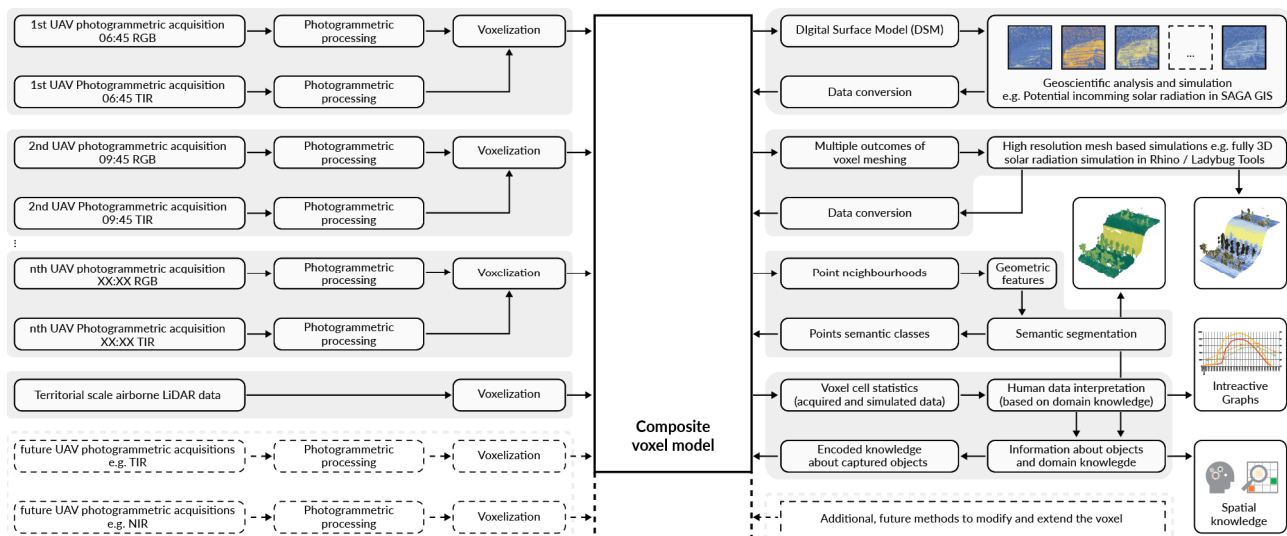 1st UAV photogrammetric acquisition
06:45 RGB
Photogrammetric
processing
Voxelization
1st UAV Photogrammetric acquisition
06:45 TIR
Photogrammetric
processing
2nd UAV photogrammetric acquisition
09:45 RGB
Photogrammetric
processing
Voxelization
2nd UAV Photogrammetric acquisition
09:45 TIR
Photogrammetric
processing
...
nth UAV photogrammetric acquisition
XX:XX RGB
Photogrammetric
processing
Voxelization
nth UAV Photogrammetric acquisition
XX:XX TIR
Photogrammetric
processing
Territorial scale airborne LiDAR data
Voxelization
future UAV photogrammetric acquisitions
e.g. TIR
Photogrammetric
processing
Voxelization
future UAV photogrammetric acquisitions
e.g. NIR
Photogrammetric
processing
Voxelization
Composite
voxel model
DIgital Surface Model (DSM)
...
Geoscientific analysis and simulation
e.g. Potential incomming solar radiation in SAGA GIS
Data conversion
Multiple outcomes of
voxel meshing
High resolution mesh based simulations e.g. fully 3D
solar radiation simulation in Rhino / Ladybug Tools
Data conversion
Point neighbourhoods
Geometric
features
Points semantic classes
Semantic segmentation
Voxel cell statistics
(acquired and simulated data)
Human data interpretation
(based on domain knowledge)
Intreactive
Graphs
Encoded knowledge
about captured objects
Information about objects
and domain knowlegde
Spatial
knowledge
Additional, future methods to modify and extend the voxel